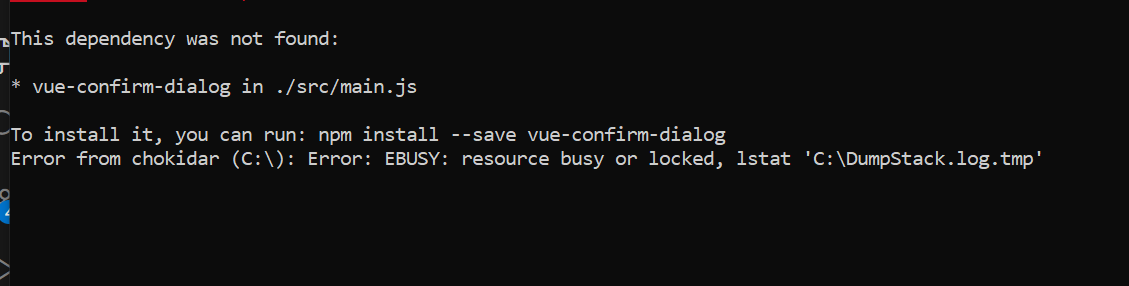 This dependency was not found:
* vue-confirm-dialog in ./src/main.js
To install it, you can run: npm install --save vue-confirm-dialog
Error from chokidar (C:\): Error: EBUSY: resource busy or locked, lstat 'C:\DumpStack.log.tmp'